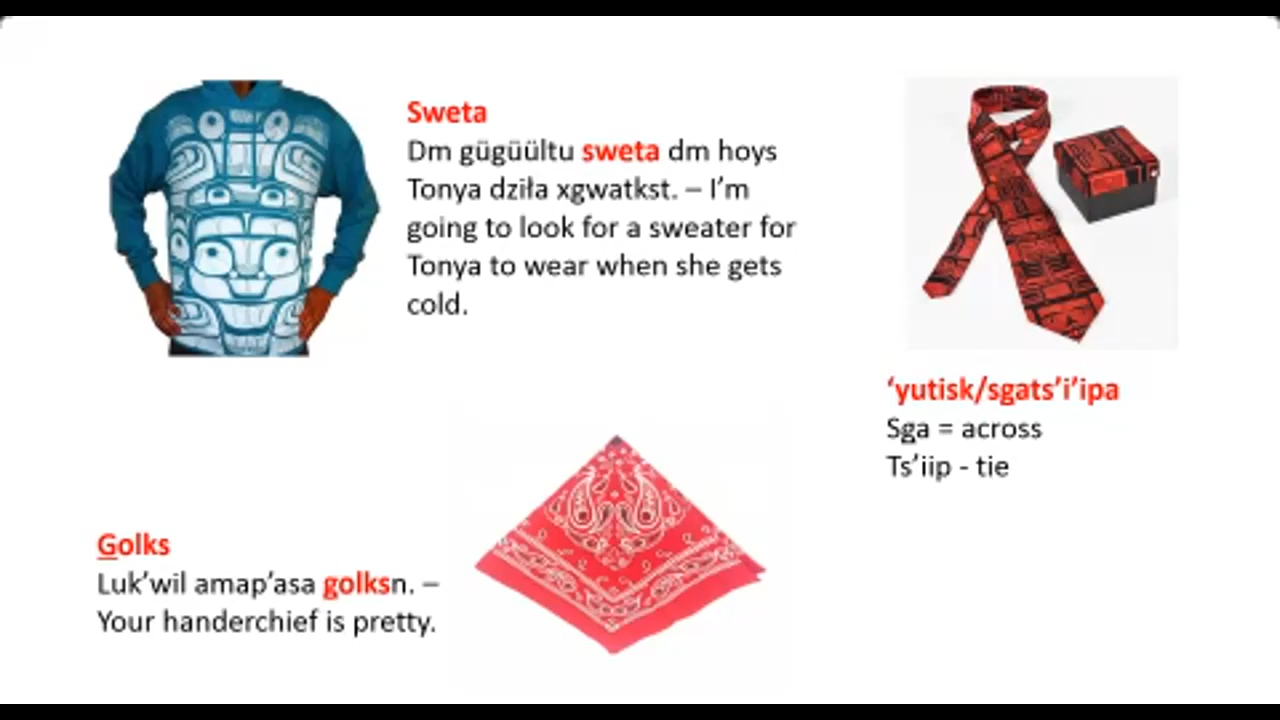 Sweta
Dm gügüültu sweta dm hoys
Tonya dziła xgwatkst. – I’m
going to look for a sweater for
Tonya to wear when she gets
cold.
‘yutisk/sgats’i’ipa
Sga = across
Ts’iip - tie
G̲olks
Luk’wil amap’asa golksn. –
Your handerchief is pretty.